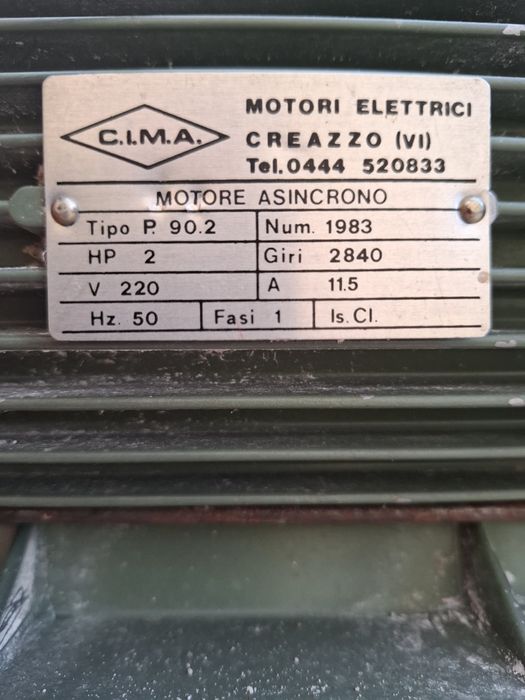 C.I.M.A.
MOTORI ELETTRICI
CREAZZO (VI)
Tel. 0444 520833
MOTORE ASINCRONO
Tipo P. 90.2 Num. 1983
HP 2 Giri 2840
V 220 A 11.5
Hz. 50 Fasi 1 Is. Cl.